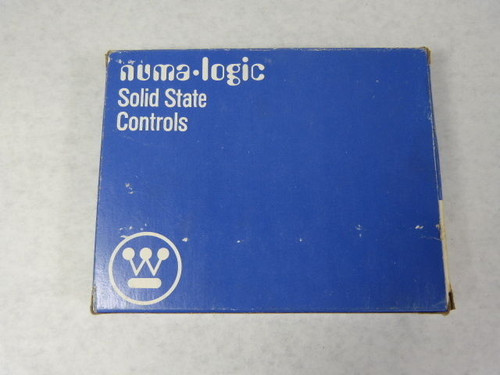 numa·logic
Solid State
Controls